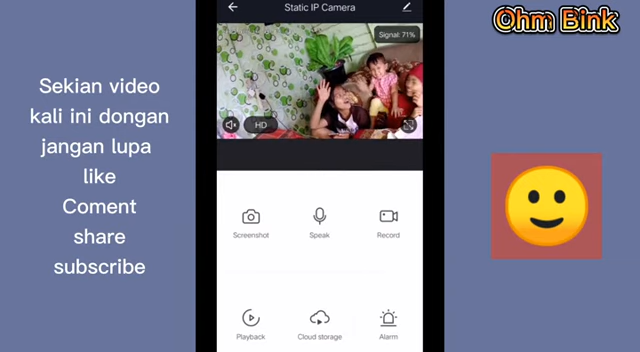 Static IP Camera
Ohm Bink
Signal: 71%
HD
Sekian video
kali ini dongan
jangan lupa
like
Coment
share
subscribe
Screenshot
Speak
Record
Playback
Cloud storage
Alarm